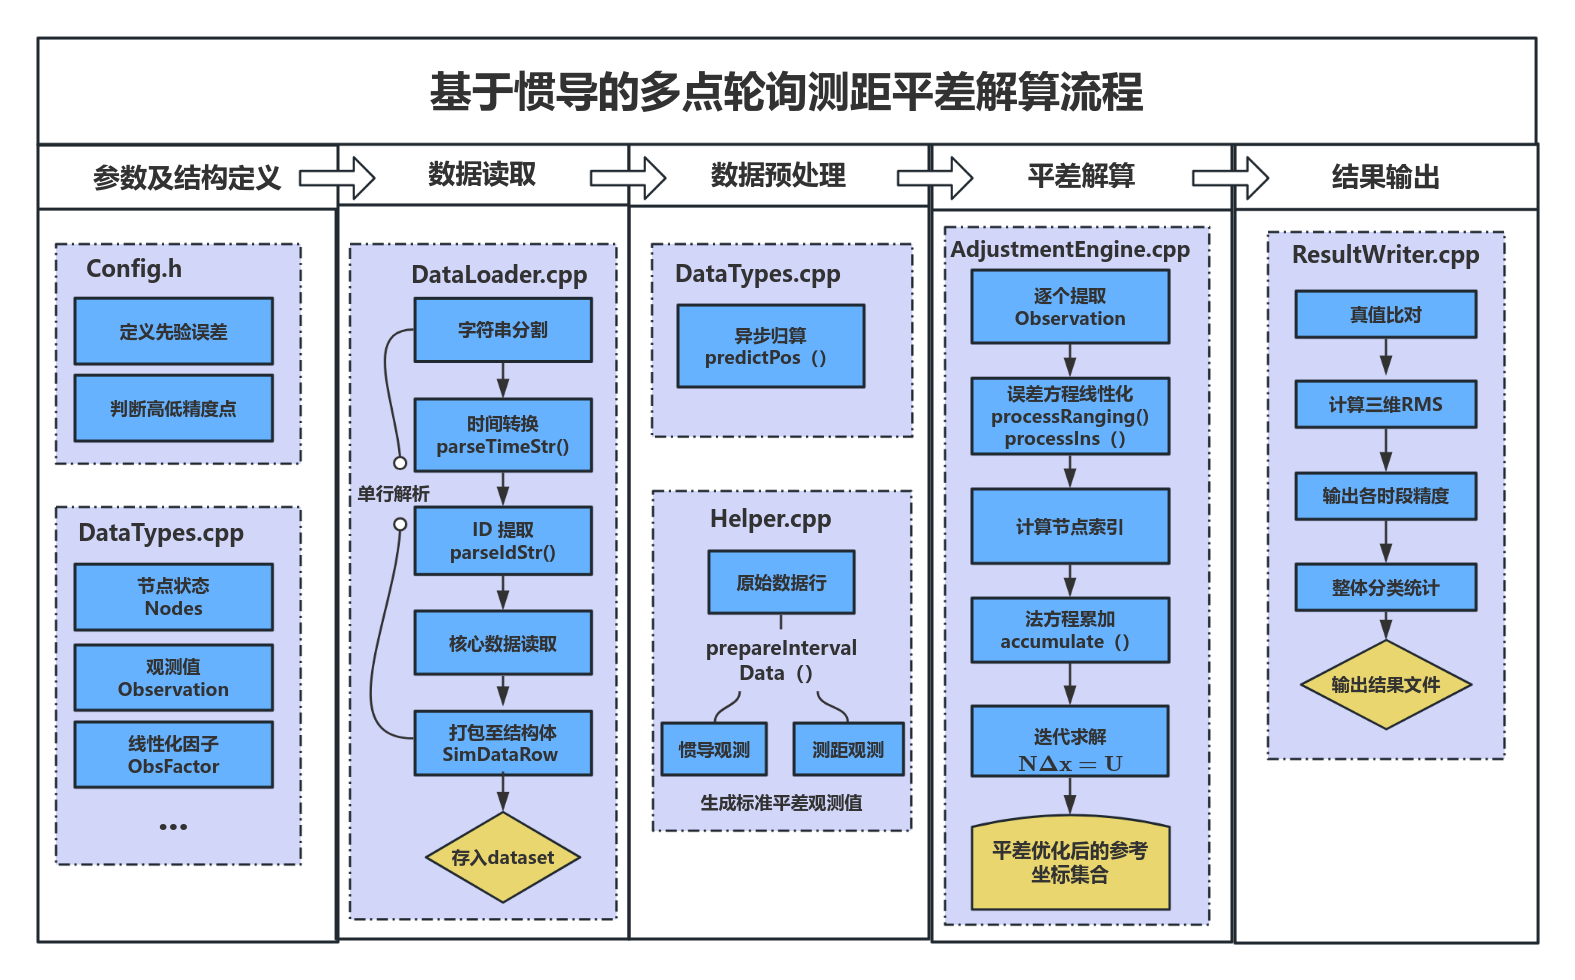 基于惯导的多点轮询测距平差解算流程
参数及结构定义
数据读取
数据预处理
平差解算
结果输出
Config.h
定义先验误差
判断高低精度点
DataTypes.cpp
节点状态
Nodes
观测值
Observation
线性化因子
ObsFactor
...
DataLoader.cpp
字符串分割
时间转换
parseTimeStr()
单行解析
ID 提取
parseIdStr()
核心数据读取
打包至结构体
SimDataRow
存入dataset
DataTypes.cpp
异步归算
predictPos（）
Helper.cpp
原始数据行
prepareInterval
Data（）
惯导观测
测距观测
生成标准平差观测值
AdjustmentEngine.cpp
逐个提取
Observation
误差方程线性化
processRanging()
processIns（）
计算节点索引
法方程累加
accumulate（）
迭代求解
NΔx = U
平差优化后的参考
坐标集合
ResultWriter.cpp
真值比对
计算三维RMS
输出各时段精度
整体分类统计
输出结果文件